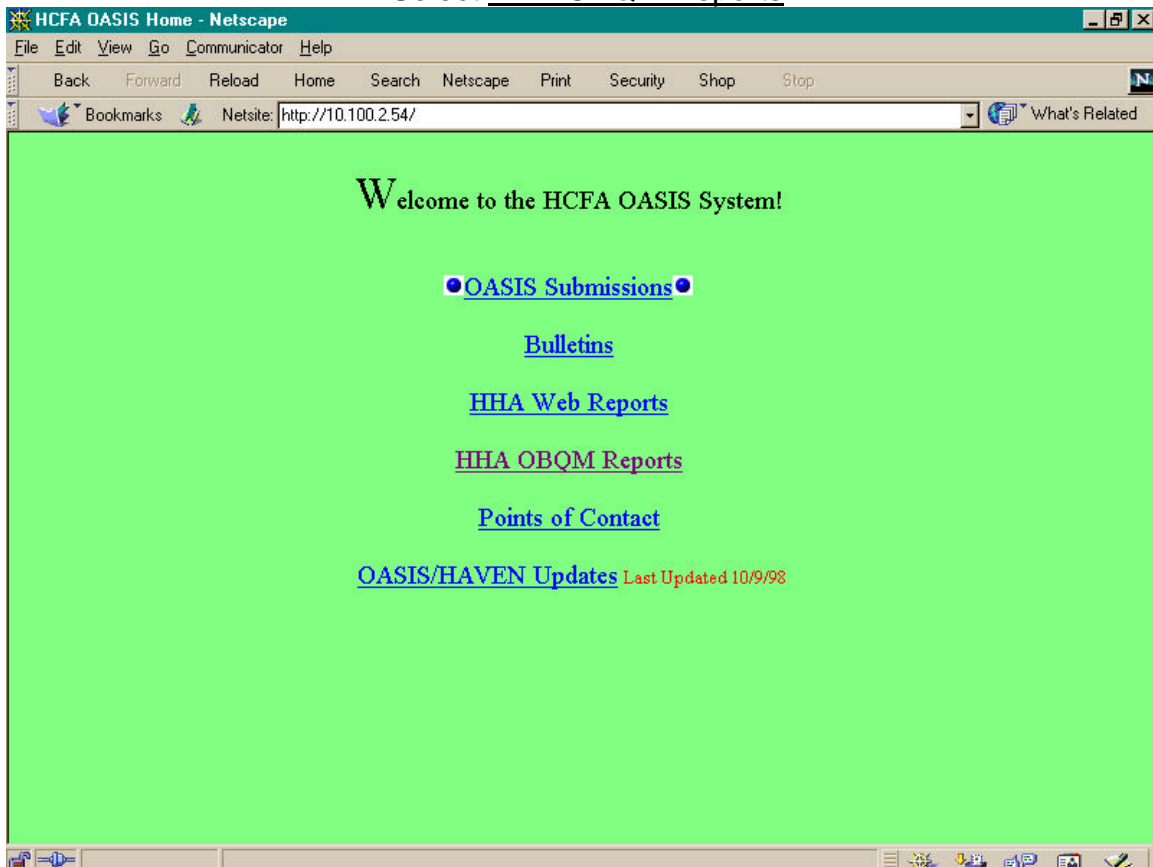 HCFA OASIS Home - Netscape
File Edit View Go Communicator Help
Back Forward Reload Home Search Netscape Print Security Shop Stop N
Bookmarks Netsite: http://10.100.2.54/ What's Related
Welcome to the HCFA OASIS System!
OASIS Submissions
Bulletins
HHA Web Reports
HHA OBQM Reports
Points of Contact
OASIS/HAVEN Updates Last Updated 10/9/98